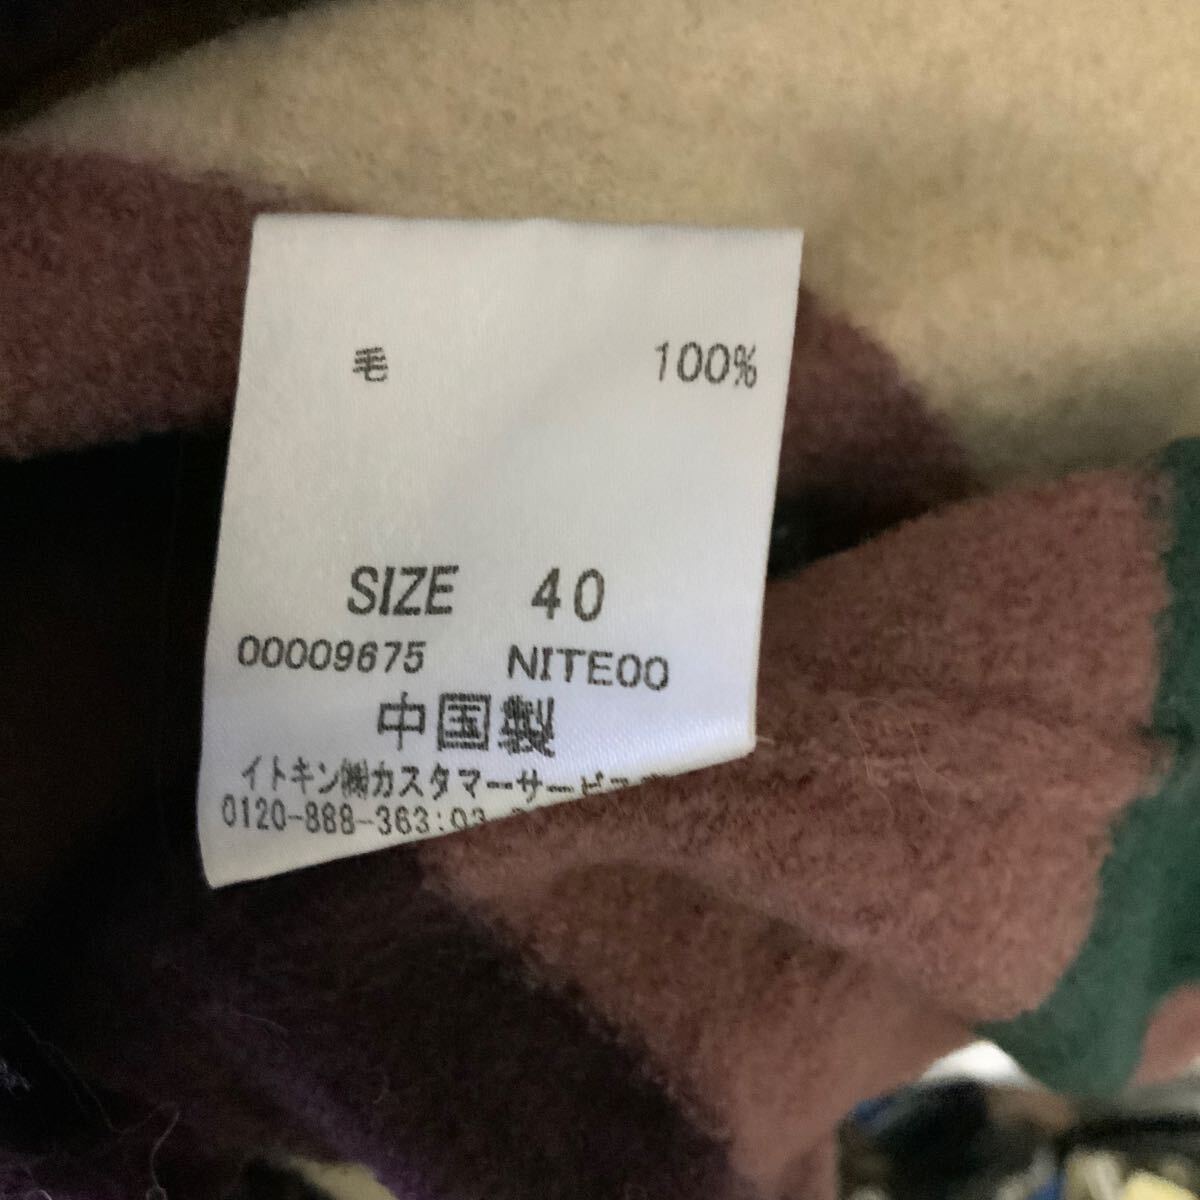 毛 100%
SIZE 40
00009675 NITE00
中国製
イトキン㈱カスタマーサービス
0120-888-363:03